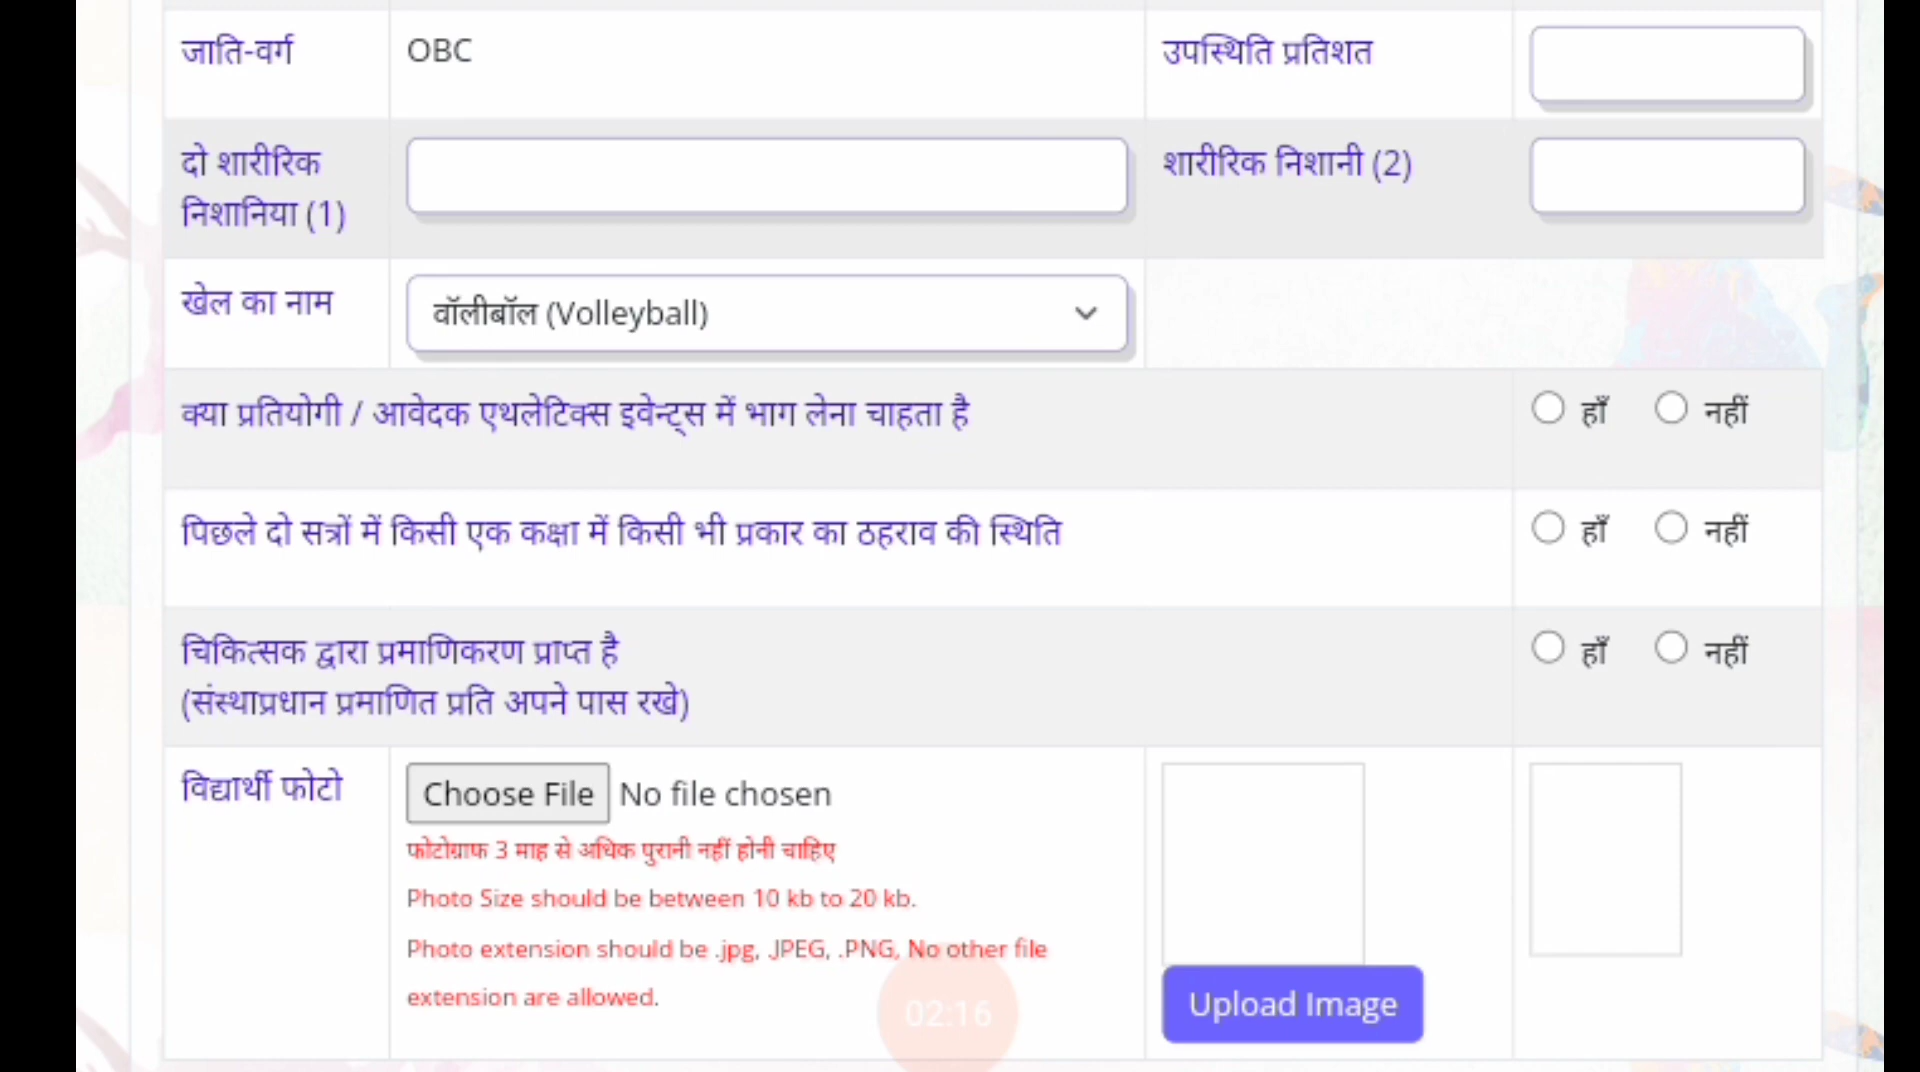 जाति-वर्ग OBC उपस्थिति प्रतिशत
दो शारीरिक शारीरिक निशानी (2)
निशानिया (1)
खेल का नाम वॉलीबॉल (Volleyball)
क्या प्रतियोगी / आवेदक एथलेटिक्स इवेन्ट्स में भाग लेना चाहता है हाँ नहीं
पिछले दो सत्रों में किसी एक कक्षा में किसी भी प्रकार का ठहराव की स्थिति हाँ नहीं
चिकित्सक द्वारा प्रमाणिकरण प्राप्त है हाँ नहीं
(संस्थाप्रधान प्रमाणित प्रति अपने पास रखे)
विद्यार्थी फोटो Choose File No file chosen
फोटोग्राफ 3 माह से अधिक पुरानी नहीं होनी चाहिए
Photo Size should be between 10 kb to 20 kb.
Photo extension should be .jpg, .JPEG, .PNG, No other file
extension are allowed.
02:16
Upload Image